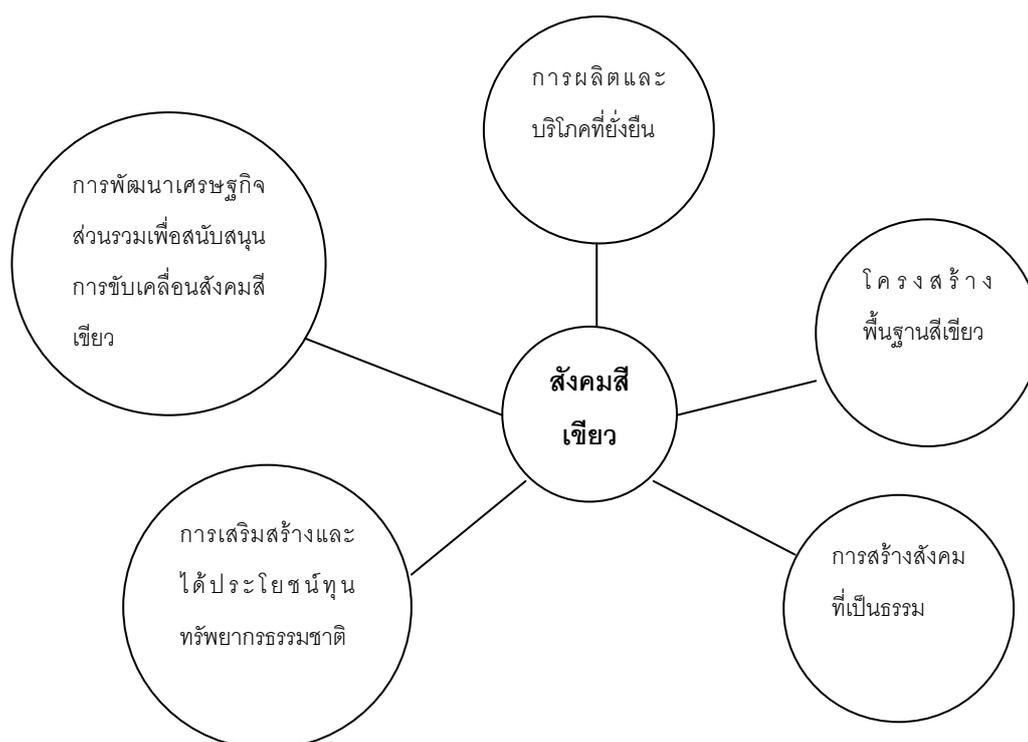 การผลิตและ
บริโภคที่ยั่งยืน
การพัฒนาเศรษฐกิจ
ส่วนรวมเพื่อสนับสนุน
การขับเคลื่อนสังคมสี
เขียว
โครงสร้าง
พื้นฐานสีเขียว
สังคมสี
เขียว
การเสริมสร้างและ
ได้ประโยชน์ทุน
ทรัพยากรธรรมชาติ
การสร้างสังคม
ที่เป็นธรรม